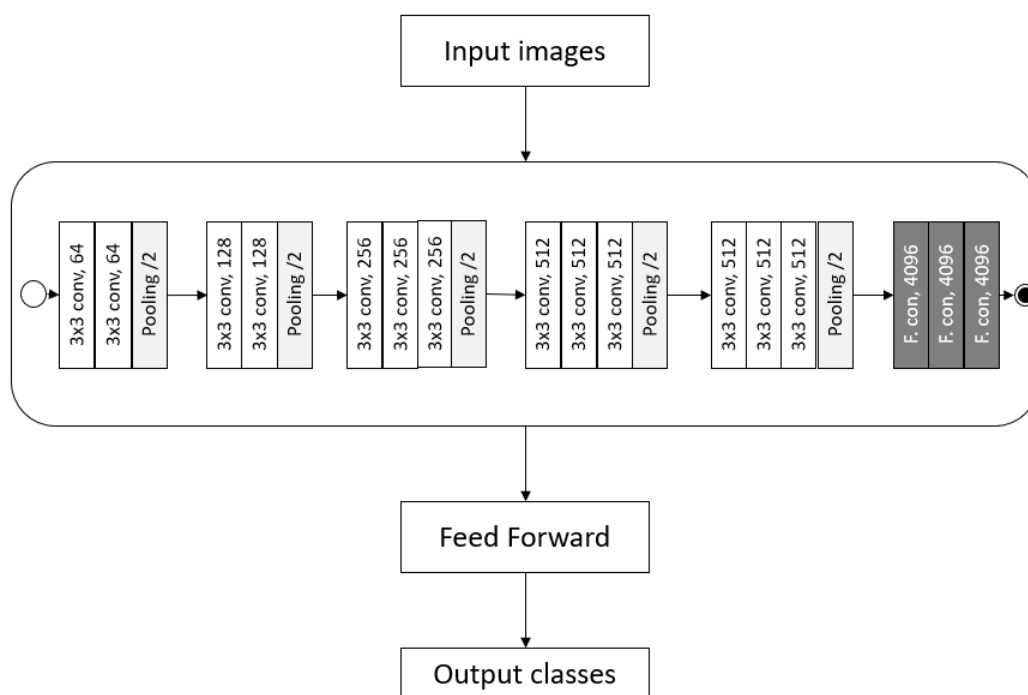 Input images
3x3 conv, 64
3x3 conv, 64
Pooling /2
3x3 conv, 128
3x3 conv, 128
Pooling /2
3x3 conv, 256
3x3 conv, 256
3x3 conv, 256
Pooling /2
3x3 conv, 512
3x3 conv, 512
3x3 conv, 512
Pooling /2
3x3 conv, 512
3x3 conv, 512
3x3 conv, 512
Pooling /2
F. con, 4096
F. con, 4096
F. con, 4096
Feed Forward
Output classes